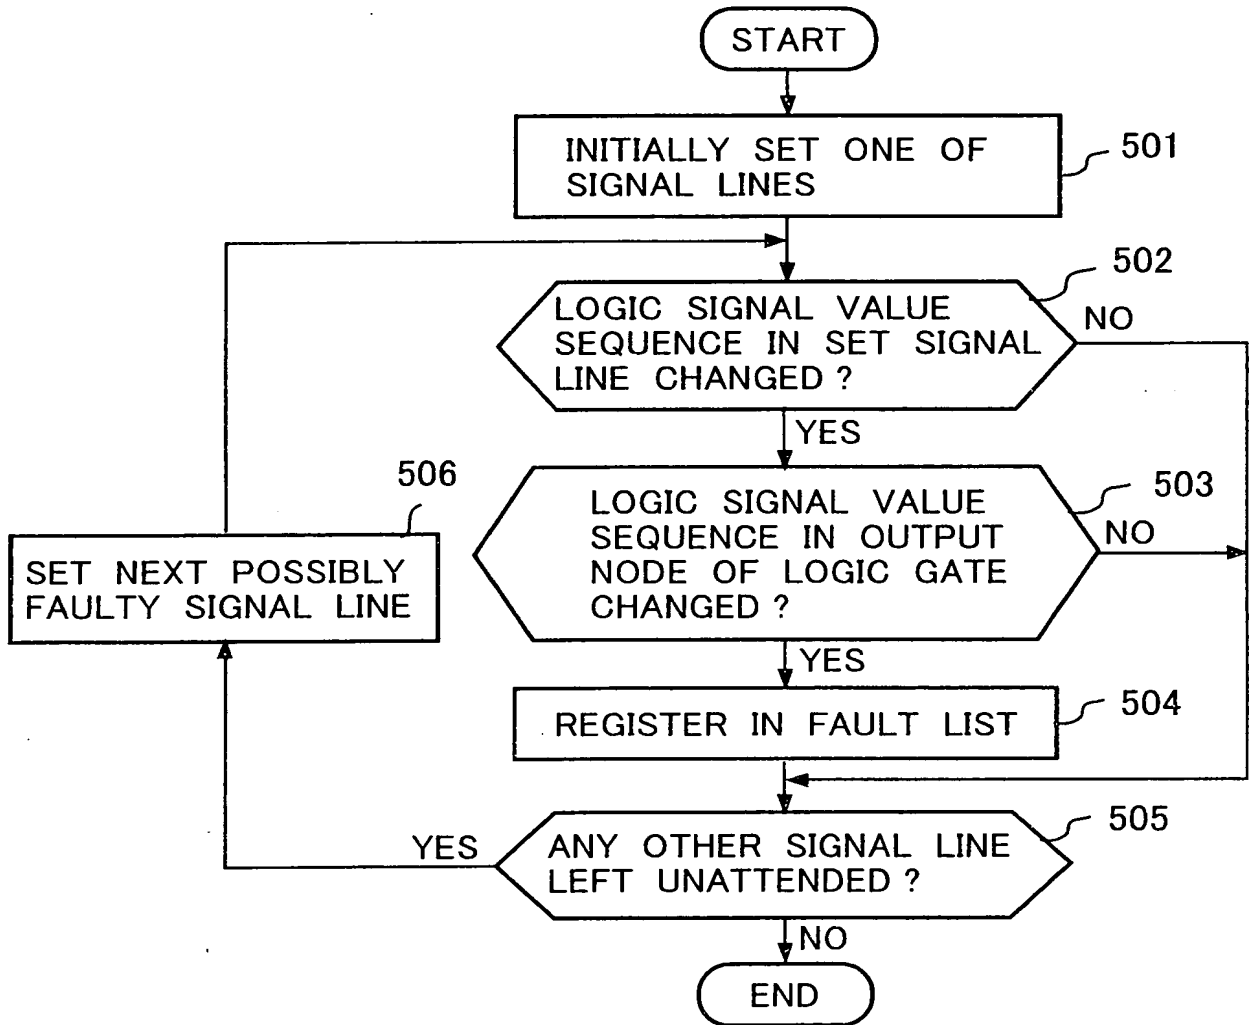 START
INITIALLY SET ONE OF
SIGNAL LINES
501
502
LOGIC SIGNAL VALUE
SEQUENCE IN SET SIGNAL
LINE CHANGED ?
NO
YES
503
LOGIC SIGNAL VALUE
SEQUENCE IN OUTPUT
NODE OF LOGIC GATE
CHANGED ?
NO
506
SET NEXT POSSIBLY
FAULTY SIGNAL LINE
YES
504
REGISTER IN FAULT LIST
505
ANY OTHER SIGNAL LINE
LEFT UNATTENDED ?
YES
NO
END